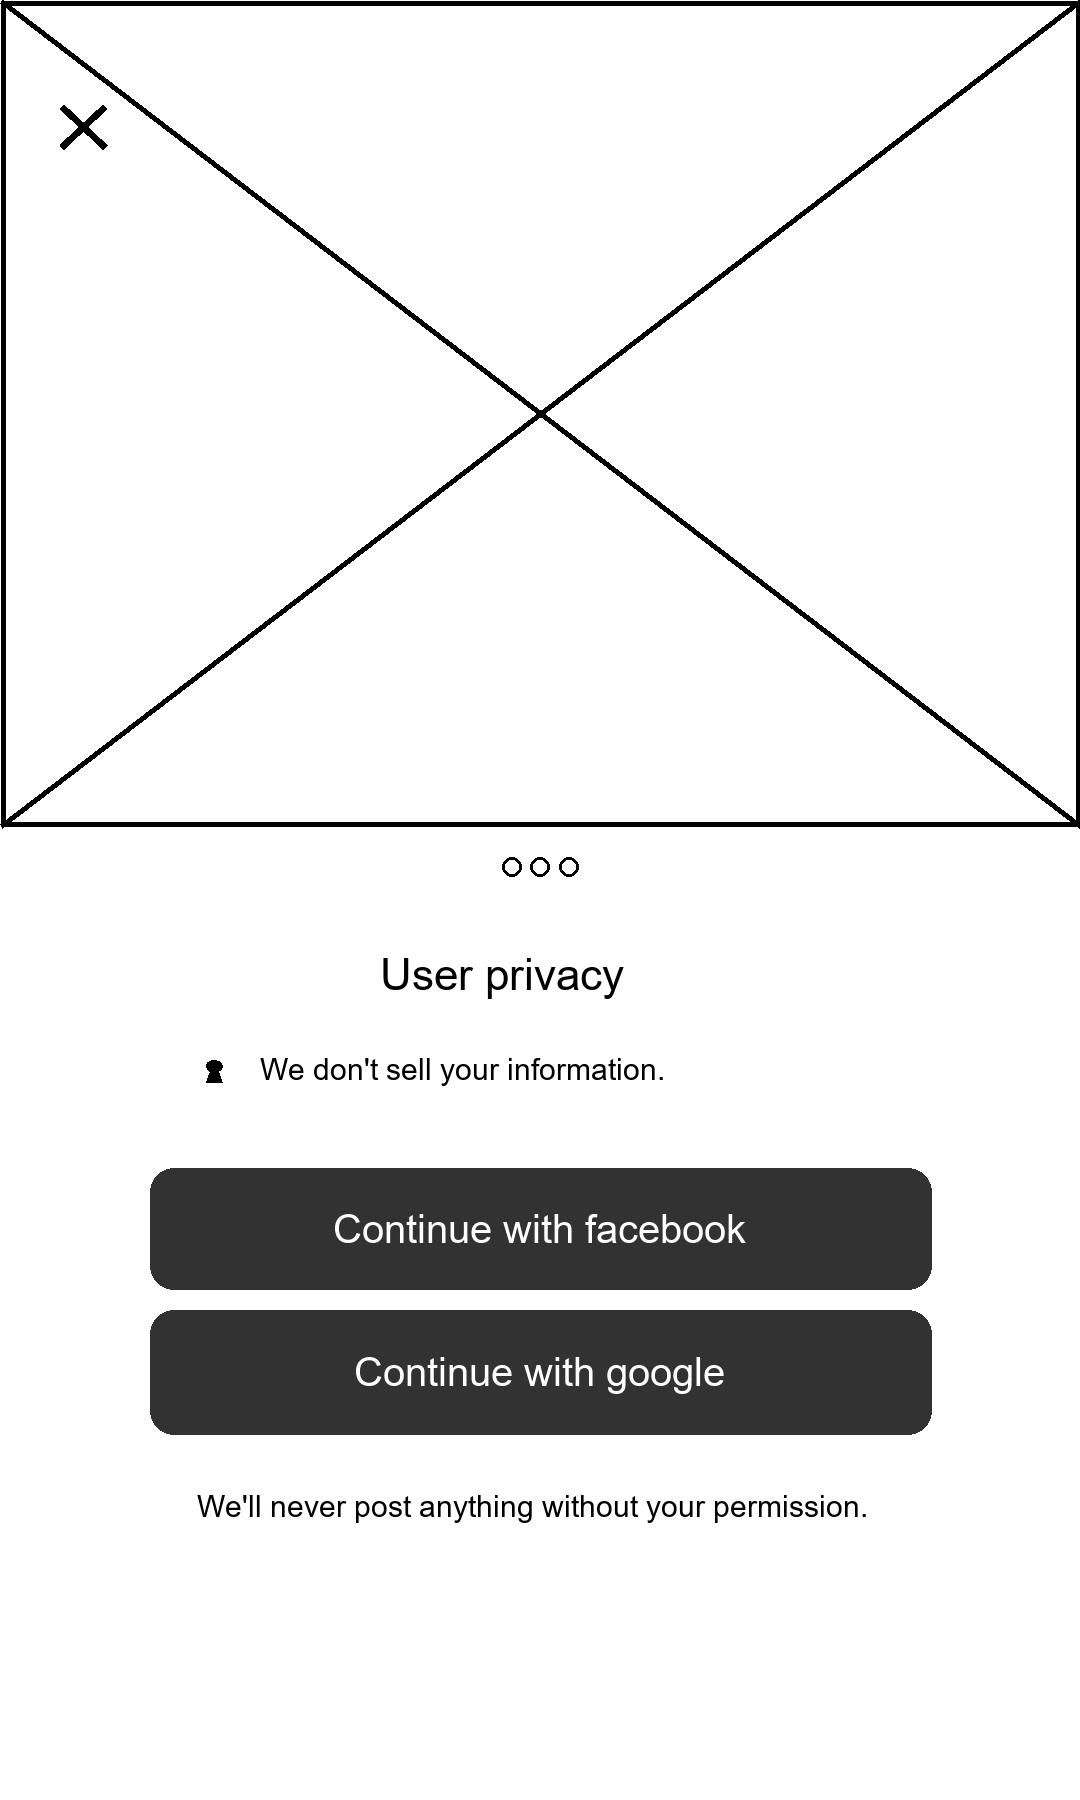 User privacy
We don't sell your information.
Continue with facebook
Continue with google
We'll never post anything without your permission.